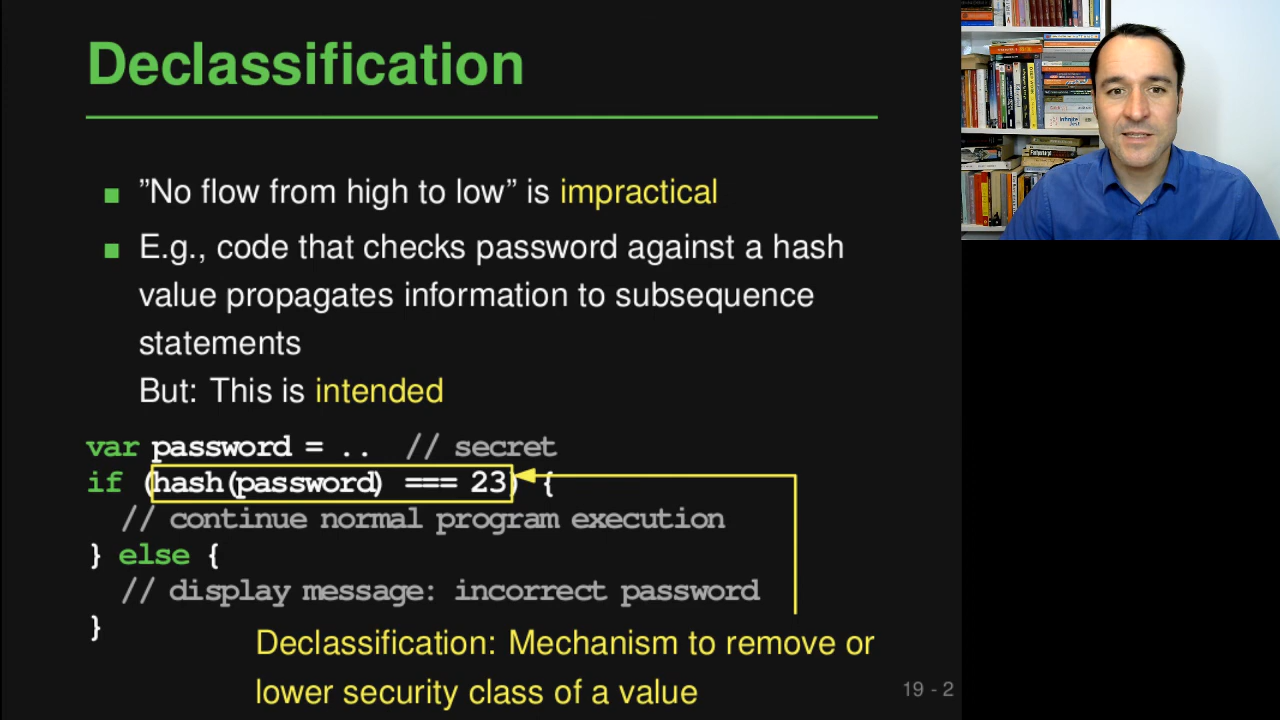 Declassification
"No flow from high to low" is impractical
E.g., code that checks password against a hash
value propagates information to subsequence
statements
But: This is intended
var password = .. // secret
if (hash(password) === 23) {
// continue normal program execution
} else {
// display message: incorrect password
}
Declassification: Mechanism to remove or
lower security class of a value
19 - 2
Infinite
Jest